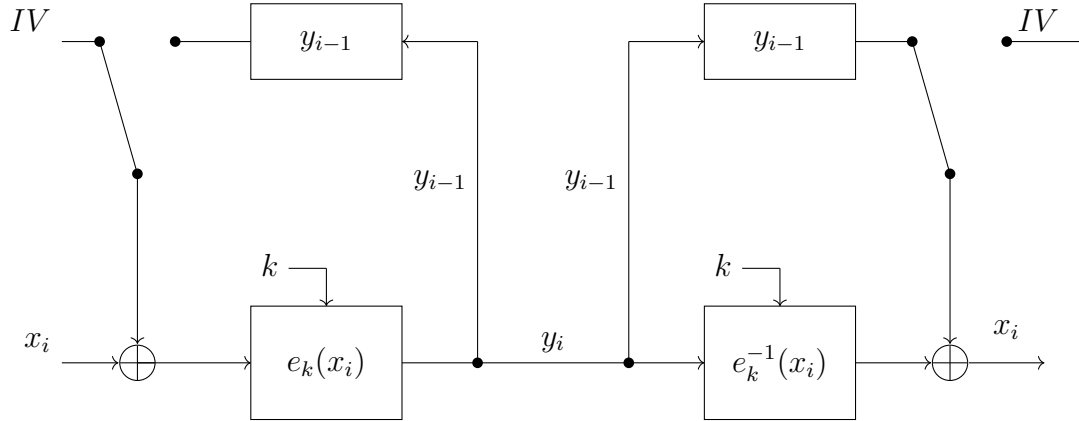 IV
y_{i-1}
y_{i-1}
IV
y_{i-1}
y_{i-1}
k
k
x_i
e_k(x_i)
y_i
e_k^{-1}(x_i)
x_i